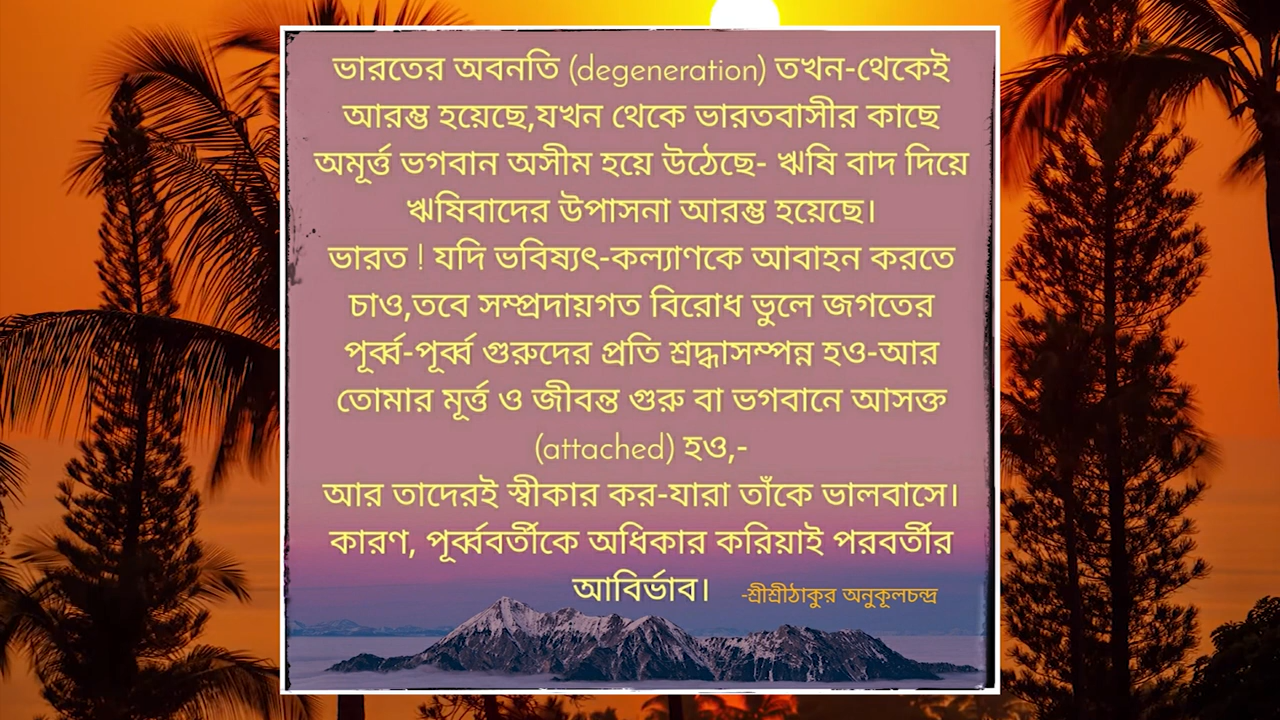 ভারতের অবনতি (degeneration) তখন-থেকেই
আরম্ভ হয়েছে,যখন থেকে ভারতবাসীর কাছে
অমূর্ত্ত ভগবান অসীম হয়ে উঠেছে- ঋষি বাদ দিয়ে
ঋষিবাদের উপাসনা আরম্ভ হয়েছে।
ভারত ! যদি ভবিষ্যৎ-কল্যাণকে আবাহন করতে
চাও,তবে সম্প্রদায়গত বিরোধ ভুলে জগতের
পূর্ব্ব-পূর্ব্ব গুরুদের প্রতি শ্রদ্ধাসম্পন্ন হও-আর
তোমার মূর্ত্ত ও জীবন্ত গুরু বা ভগবানে আসক্ত
(attached) হও,-
আর তাদেরই স্বীকার কর-যারা তাঁকে ভালবাসে।
কারণ, পূর্ব্ববর্তীকে অধিকার করিয়াই পরবর্তীর
আবির্ভাব।
-শ্রীশ্রীঠাকুর অনুকূলচন্দ্র